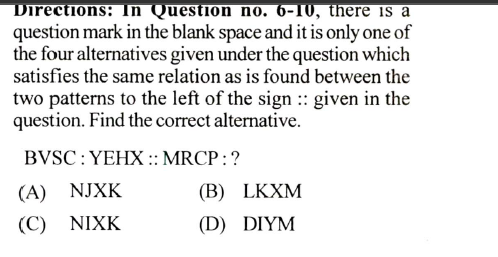 Directions: In Question no. 6-10, there is a
question mark in the blank space and it is only one of
the four alternatives given under the question which
satisfies the same relation as is found between the
two patterns to the left of the sign :: given in the
question. Find the correct alternative.
BVSC : YEHX :: MRCP : ?
(A) NJXK (B) LKXM
(C) NIXK (D) DIYM